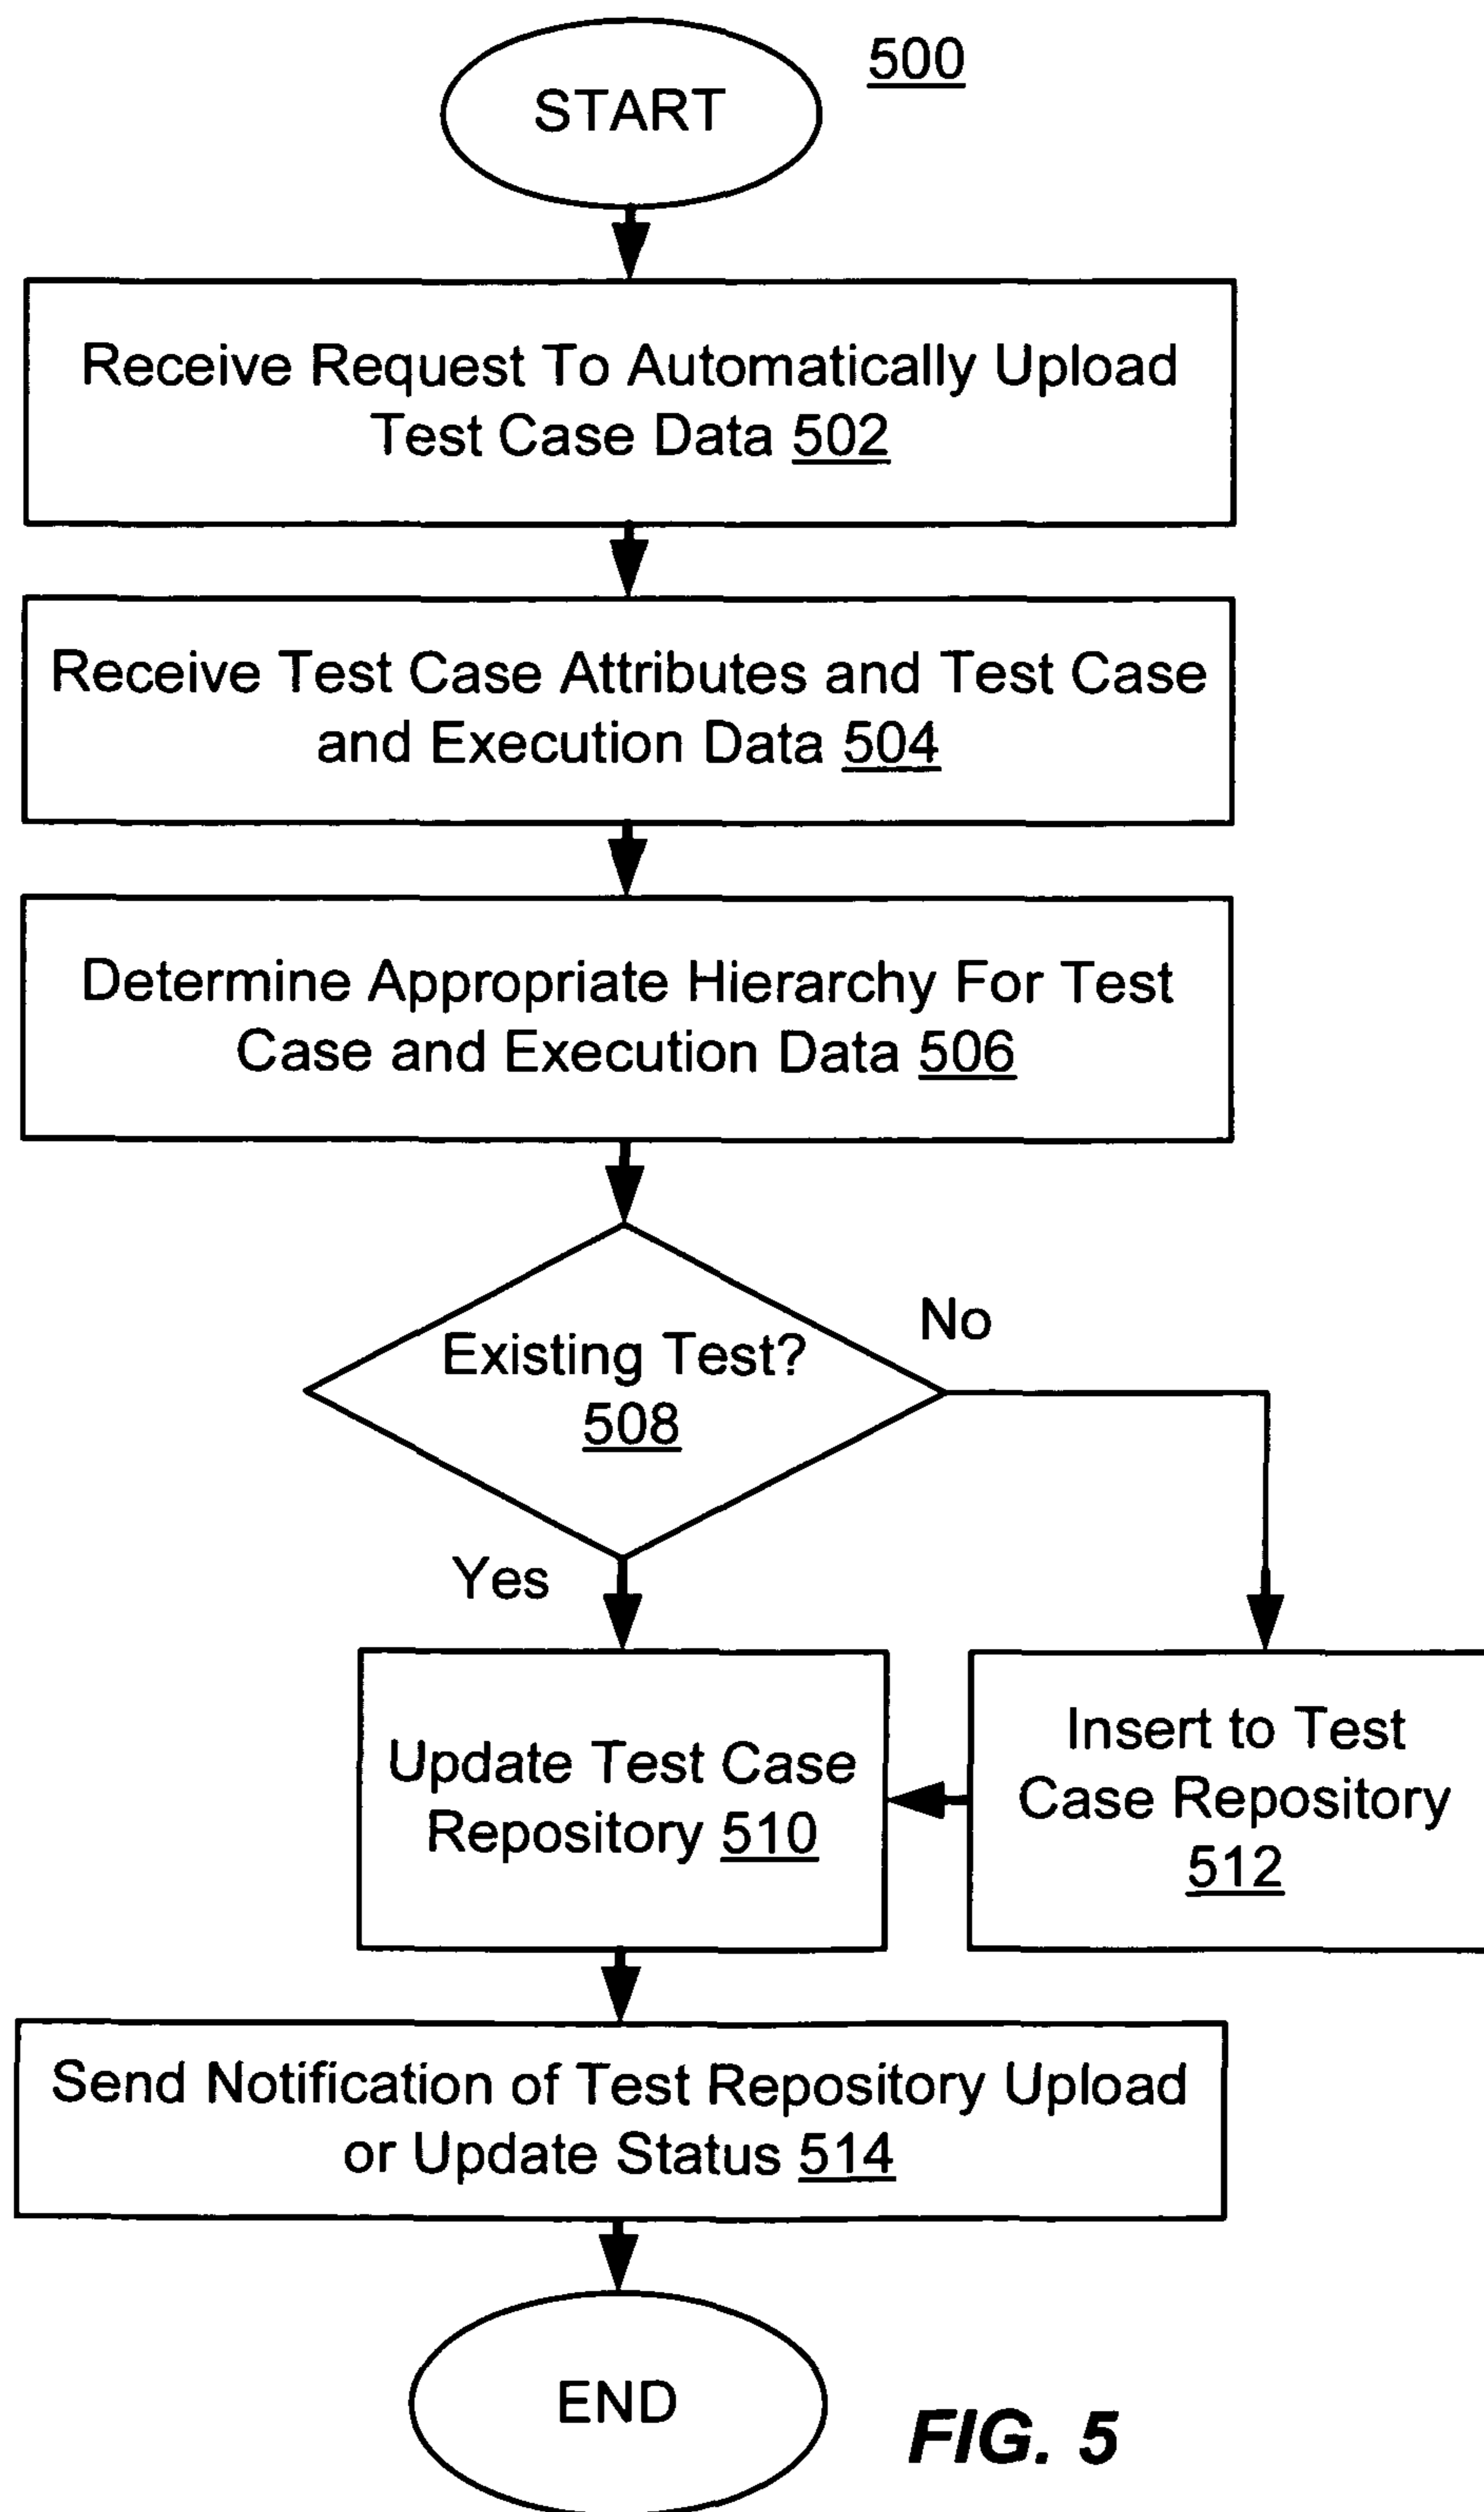 START
500
Receive Request To Automatically Upload
Test Case Data 502
Receive Test Case Attributes and Test Case
and Execution Data 504
Determine Appropriate Hierarchy For Test
Case and Execution Data 506
Existing Test?
508
No
Yes
Update Test Case
Repository 510
Insert to Test
Case Repository
512
Send Notification of Test Repository Upload
or Update Status 514
END
FIG. 5